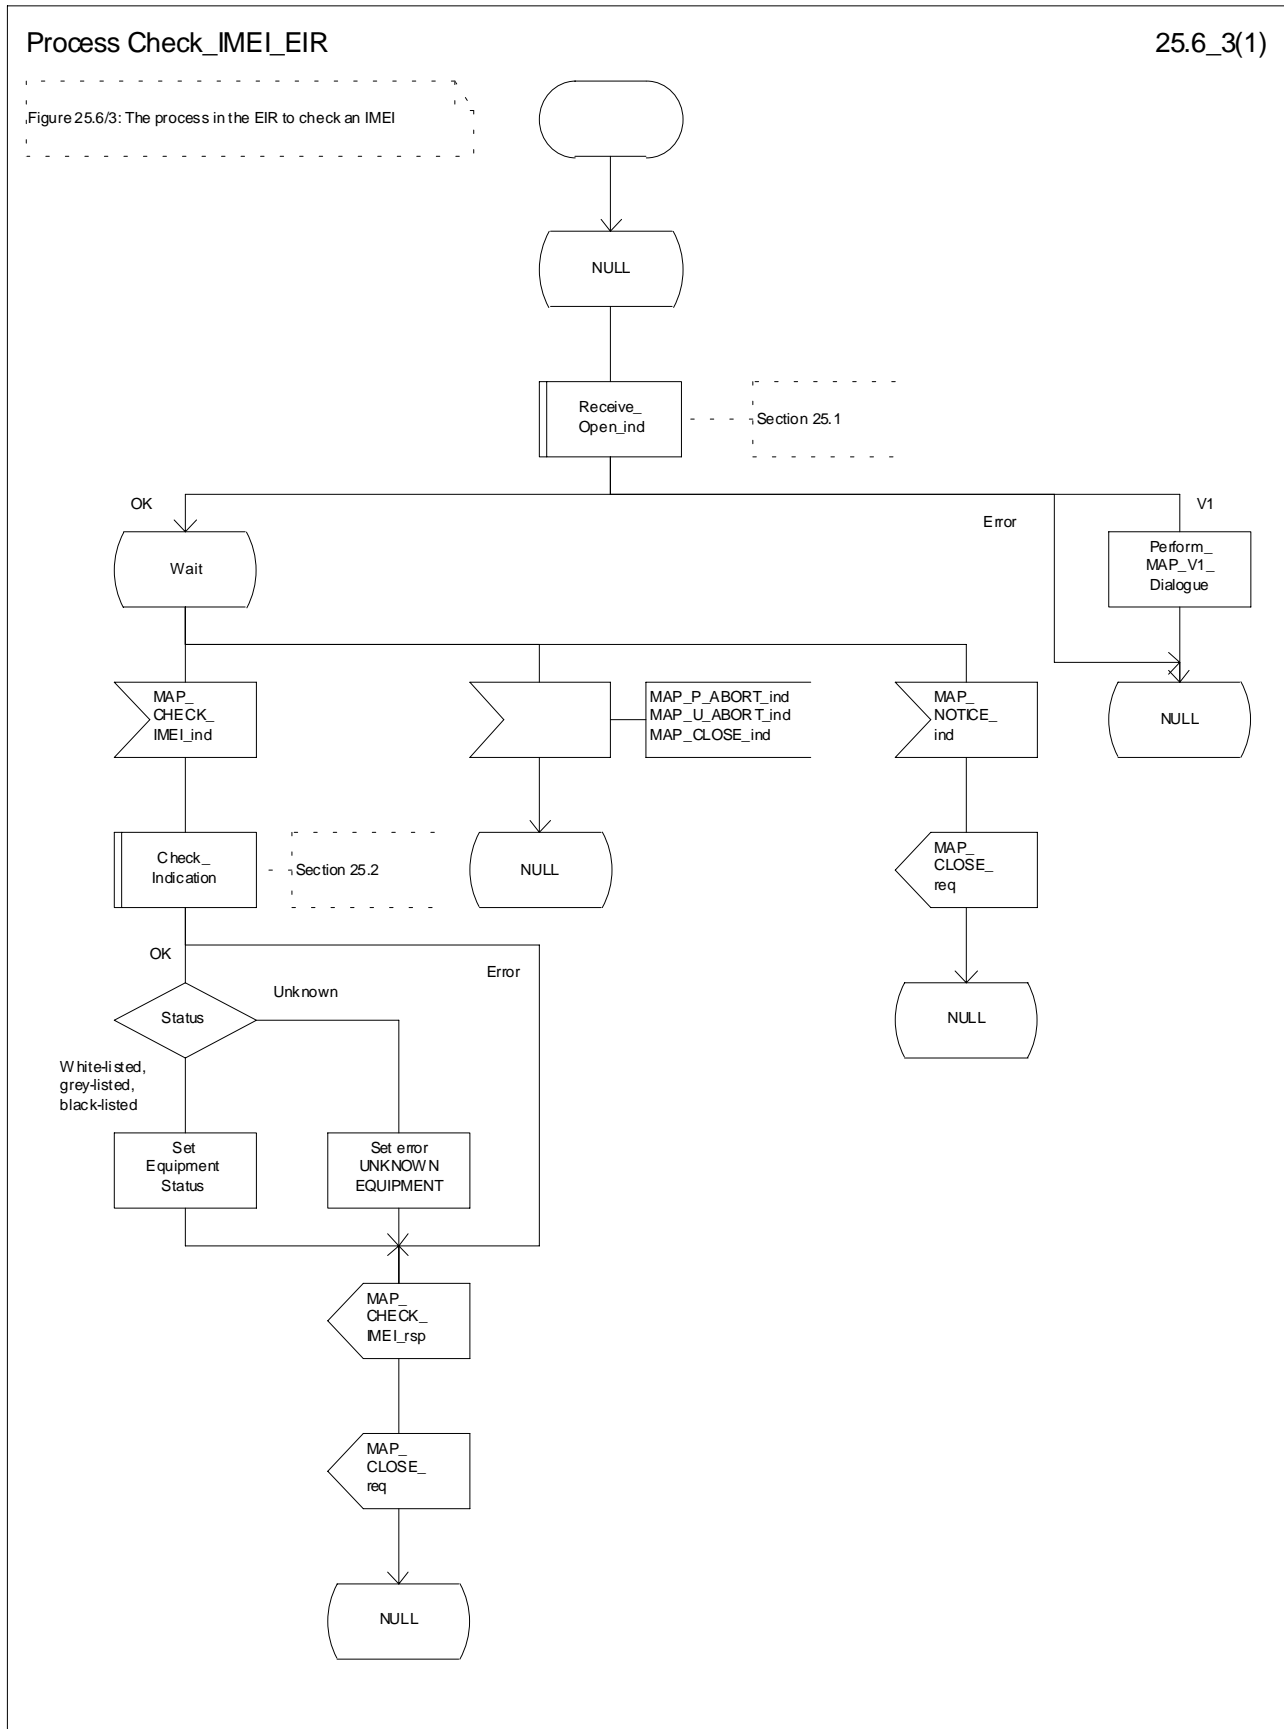 Process Check_IMEI_EIR
25.6_3(1)
Figure 25.6/3: The process in the EIR to check an IMEI
NULL
Receive_
Open_ind
Section 25.1
OK
Error
V1
Wait
Perform_
MAP_V1_
Dialogue
MAP_
CHECK_
IMEI_ind
MAP_P_ABORT_ind
MAP_U_ABORT_ind
MAP_CLOSE_ind
MAP_
NOTICE_
ind
NULL
Check_
Indication
Section 25.2
NULL
MAP_
CLOSE_
req
OK
Error
Unknown
Status
NULL
White-listed,
grey-listed,
black-listed
Set
Equipment
Status
Set error
UNKNOWN
EQUIPMENT
MAP_
CHECK_
IMEI_rsp
MAP_
CLOSE_
req
NULL